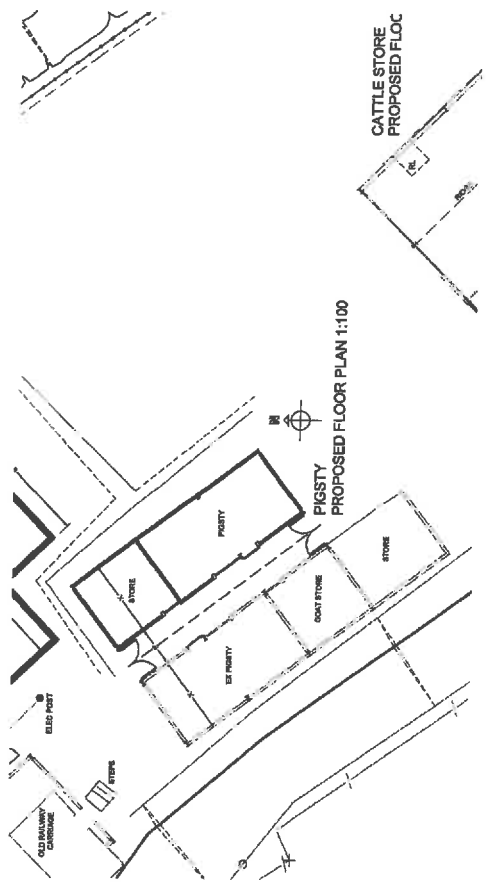 CATTLE STORE
PROPOSED FLOC
RL
N
PIGSTY
PROPOSED FLOOR PLAN 1:100
PIGSTY
STORE
EX PIGSTY
GOAT STORE
STORE
ELEC POST
STEPS
OLD RAILWAY
CARRIAGE